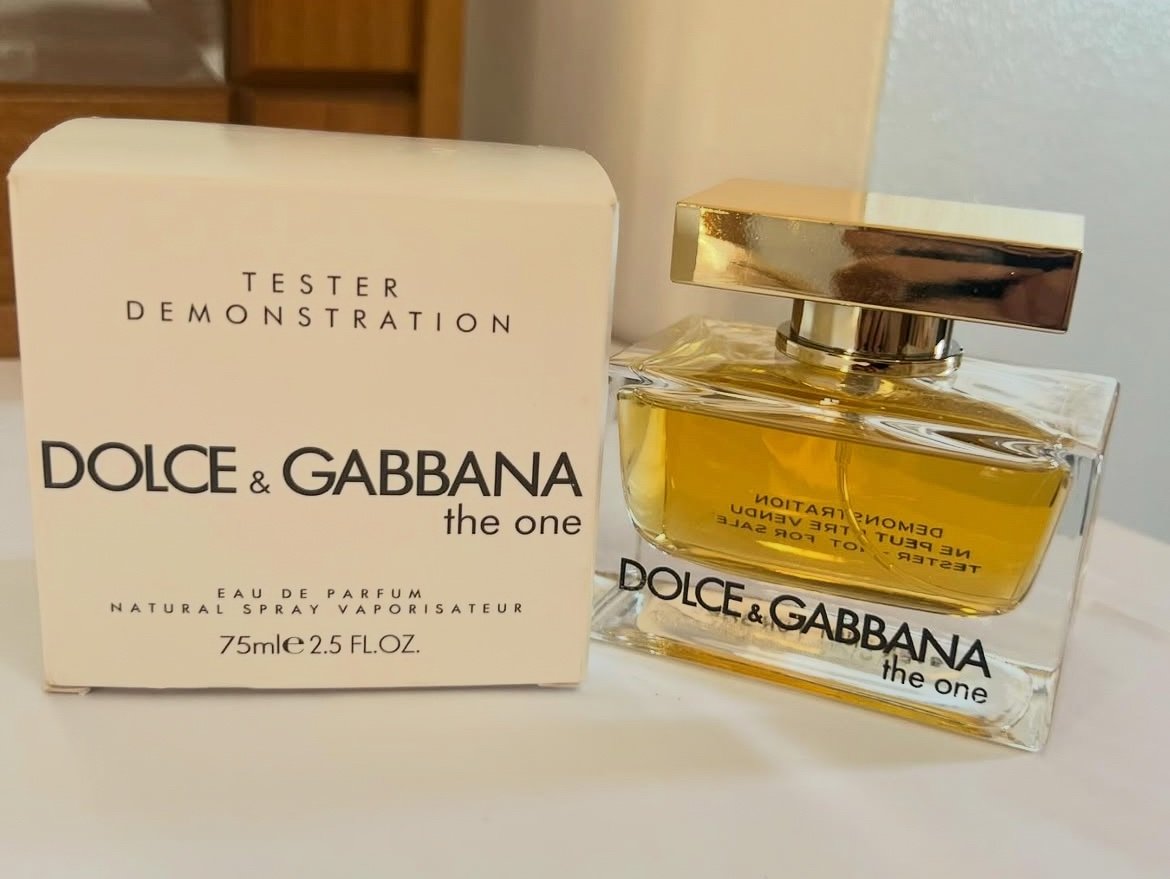 TESTER
DEMONSTRATION
DOLCE & GABBANA
the one
EAU DE PARFUM
NATURAL SPRAY VAPORISATEUR
75ml e 2.5 FL.OZ.
DEMONSTRATION
NE PEUT ETRE VENDU
TESTER - NOT FOR SALE
DOLCE & GABBANA
the one